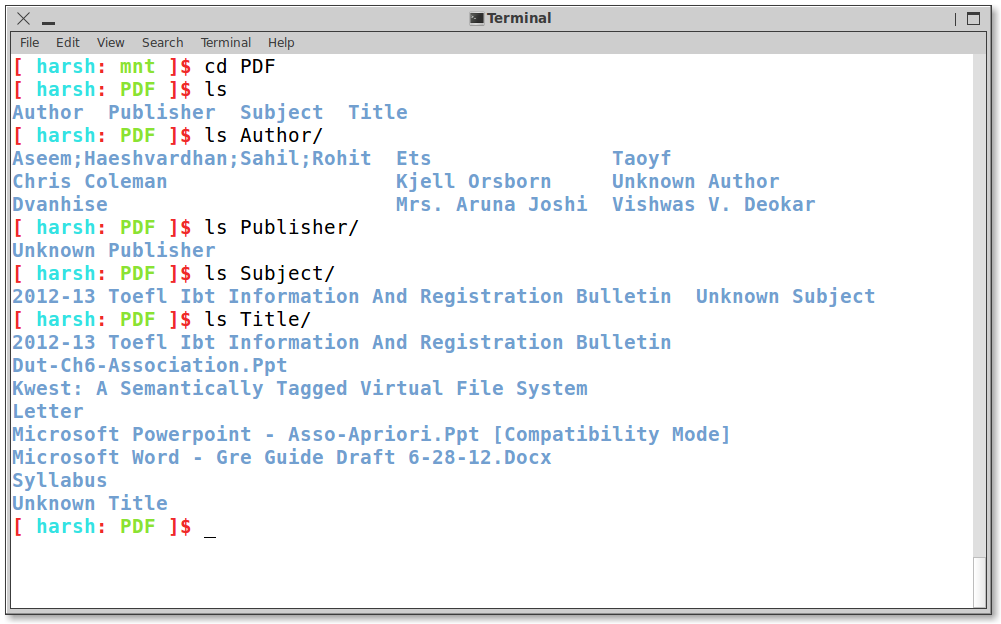 Terminal
File Edit View Search Terminal Help
[ harsh: mnt ]$ cd PDF
[ harsh: PDF ]$ ls
Author  Publisher  Subject  Title
[ harsh: PDF ]$ ls Author/
Aseem;Haeshvardhan;Sahil;Rohit  Ets               Taoyf
Chris Coleman                   Kjell Orsborn     Unknown Author
Dvanhise                        Mrs. Aruna Joshi  Vishwas V. Deokar
[ harsh: PDF ]$ ls Publisher/
Unknown Publisher
[ harsh: PDF ]$ ls Subject/
2012-13 Toefl Ibt Information And Registration Bulletin  Unknown Subject
[ harsh: PDF ]$ ls Title/
2012-13 Toefl Ibt Information And Registration Bulletin
Dut-Ch6-Association.Ppt
Kwest: A Semantically Tagged Virtual File System
Letter
Microsoft Powerpoint - Asso-Apriori.Ppt [Compatibility Mode]
Microsoft Word - Gre Guide Draft 6-28-12.Docx
Syllabus
Unknown Title
[ harsh: PDF ]$ _